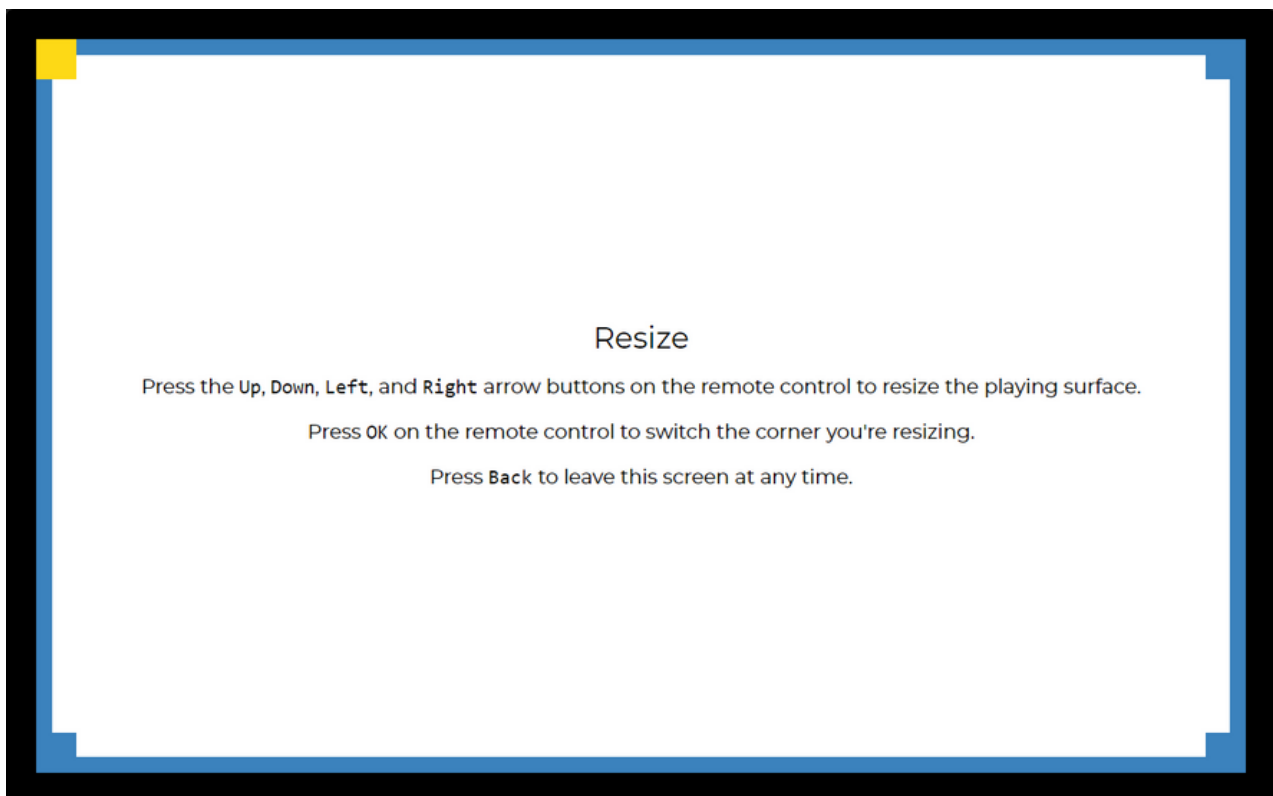 Resize
Press the Up, Down, Left, and Right arrow buttons on the remote control to resize the playing surface.
Press OK on the remote control to switch the corner you're resizing.
Press Back to leave this screen at any time.